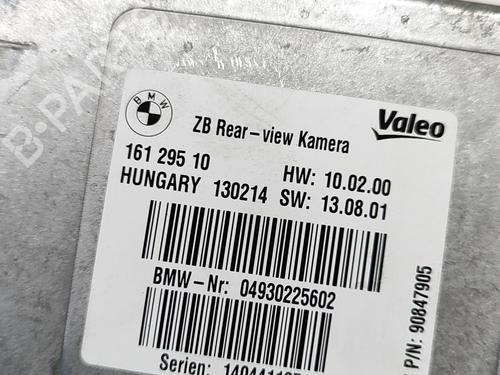 B-PARTS
BMW
ZB Rear-view Kamera
Valeo
161 295 10
HW: 10.02.00
HUNGARY 130214 SW: 13.08.01
BMW-Nr: 04930225602
P/N: 90847905
Serien: